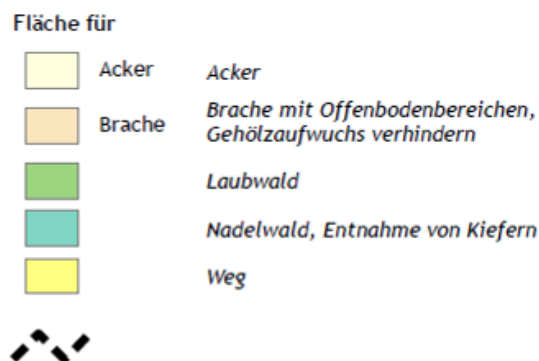 Fläche für
Acker Acker
Brache Brache mit Offenbodenbereichen,
Gehölzaufwuchs verhindern
Laubwald
Nadelwald, Entnahme von Kiefern
Weg